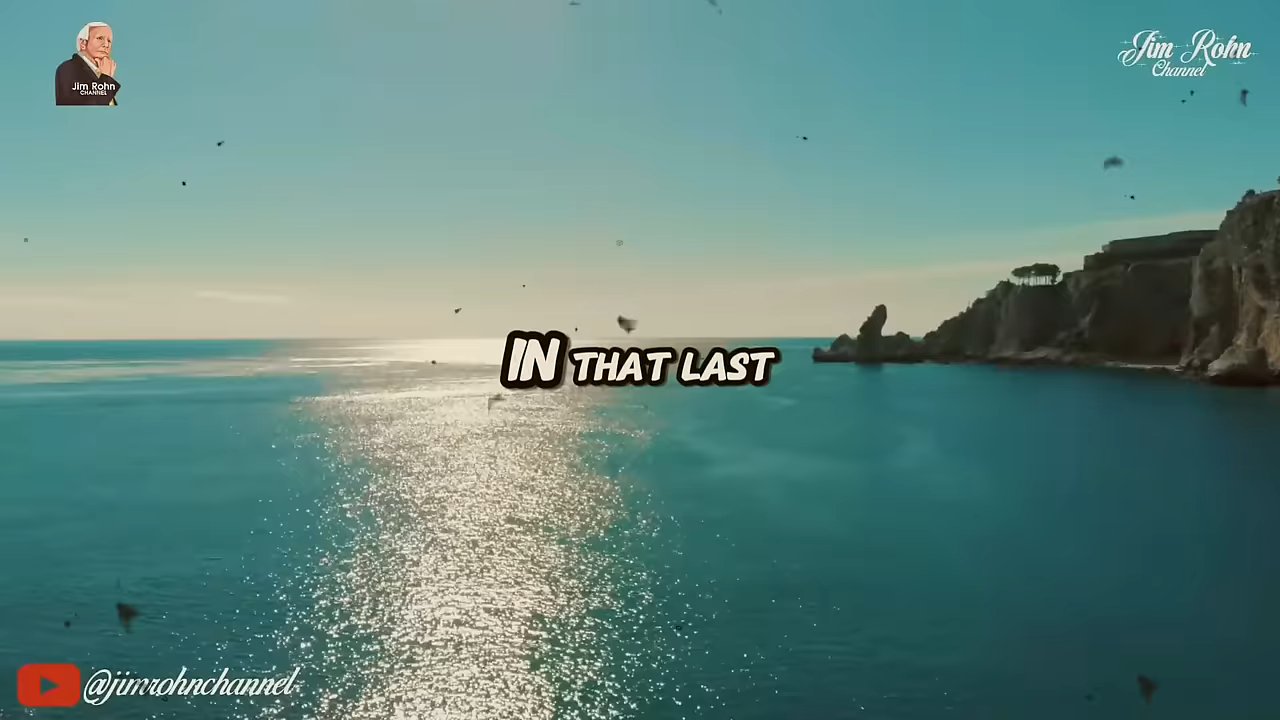 Jim Rohn
CHANNEL
Jim Rohn
Channel
IN THAT LAST
@jimrohnchannel